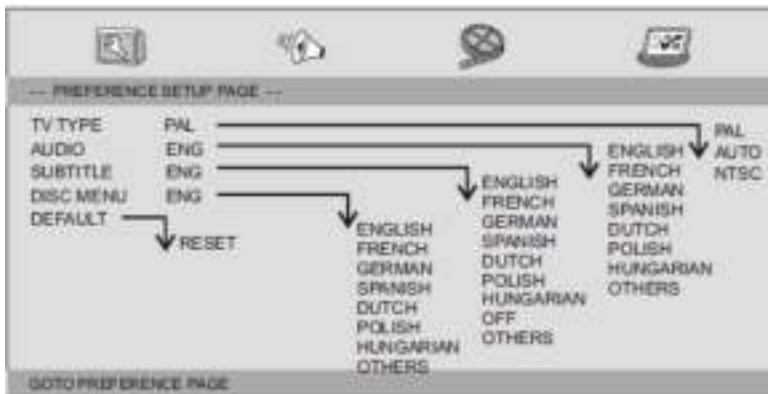 -- PREFERENCE SETUP PAGE --
TV TYPE PAL
AUDIO ENG
SUBTITLE ENG
DISC MENU ENG
DEFAULT
RESET
ENGLISH
FRENCH
GERMAN
SPANISH
DUTCH
POLISH
HUNGARIAN
OTHERS
ENGLISH
FRENCH
GERMAN
SPANISH
DUTCH
POLISH
HUNGARIAN
OFF
OTHERS
ENGLISH
FRENCH
GERMAN
SPANISH
DUTCH
POLISH
HUNGARIAN
OTHERS
PAL
AUTO
NTSC
GOTO PREFERENCE PAGE